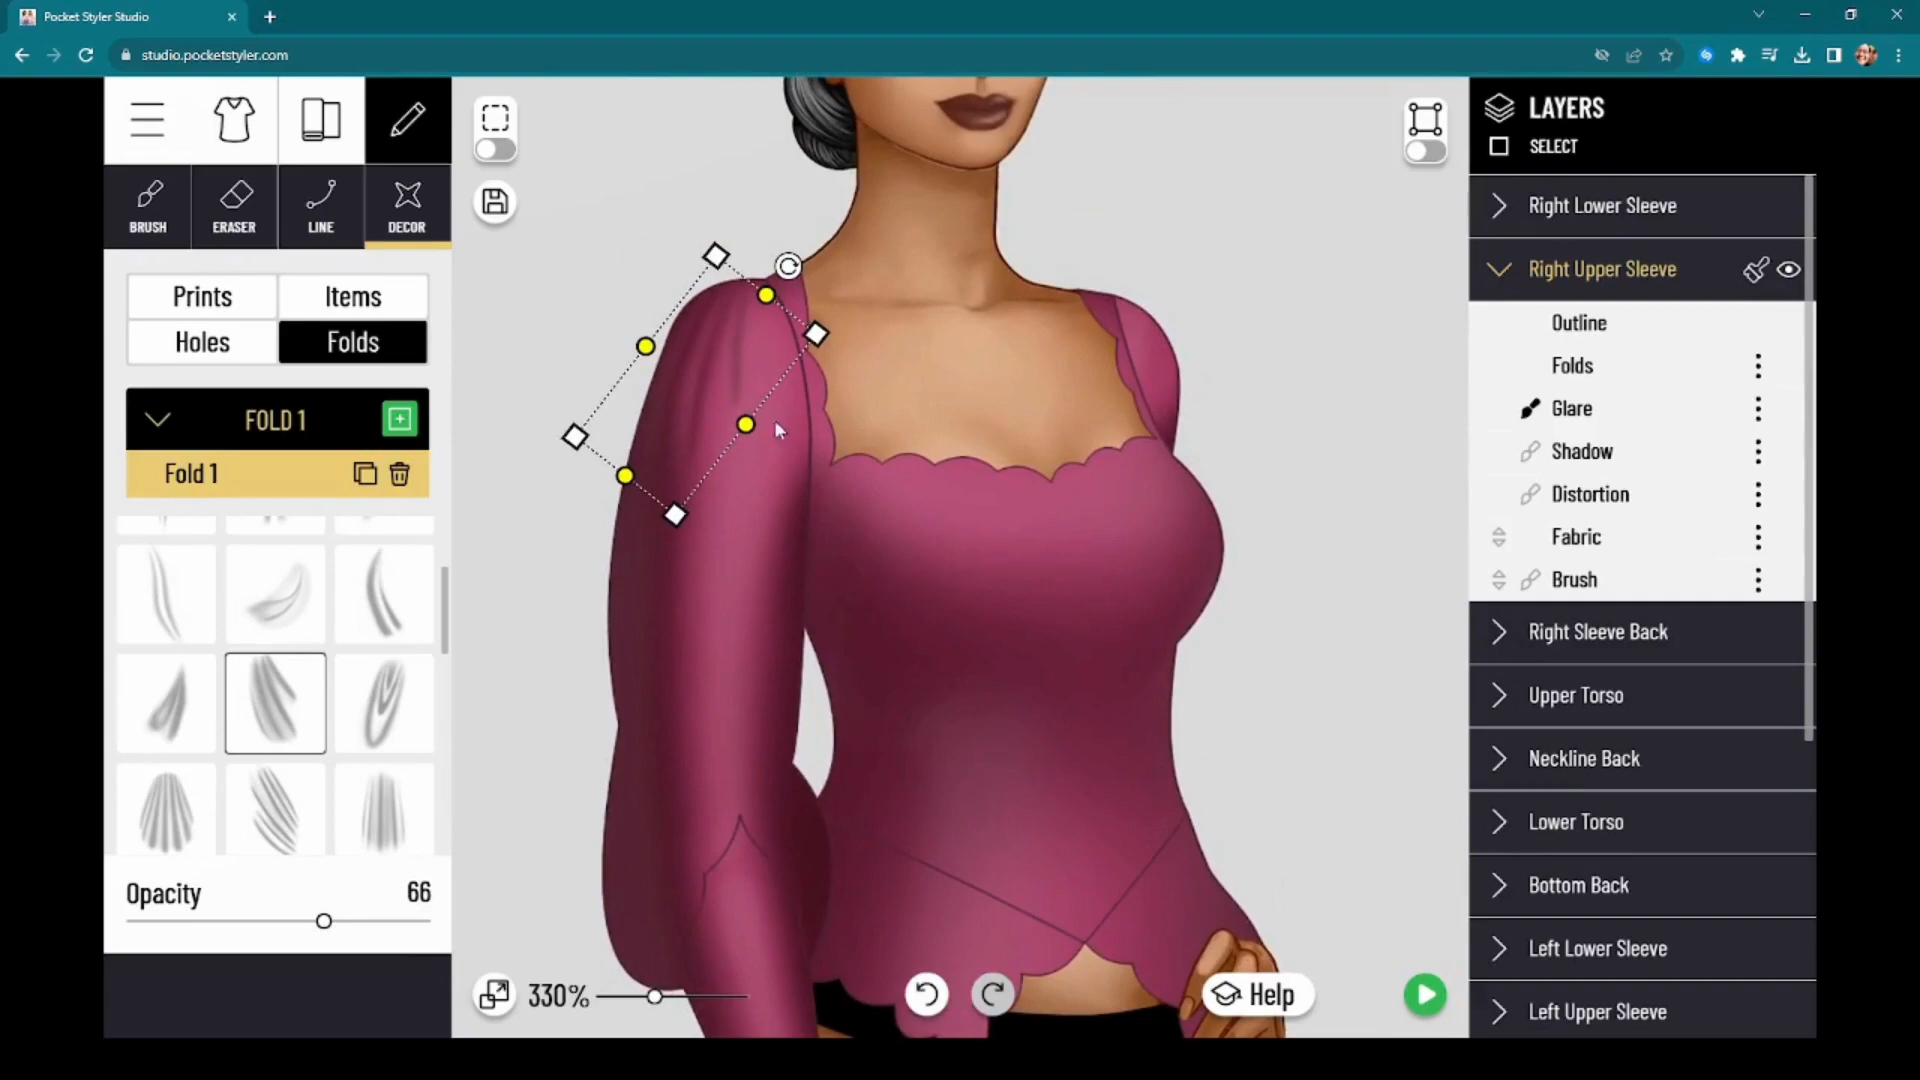 Pocket Styler Studio
studio.pocketstyler.com
BRUSH
ERASER
LINE
DECOR
Prints
Items
Holes
Folds
FOLD 1
Fold 1
Opacity
66
330%
Help
LAYERS
SELECT
Right Lower Sleeve
Right Upper Sleeve
Outline
Folds
Glare
Shadow
Distortion
Fabric
Brush
Right Sleeve Back
Upper Torso
Neckline Back
Lower Torso
Bottom Back
Left Lower Sleeve
Left Upper Sleeve